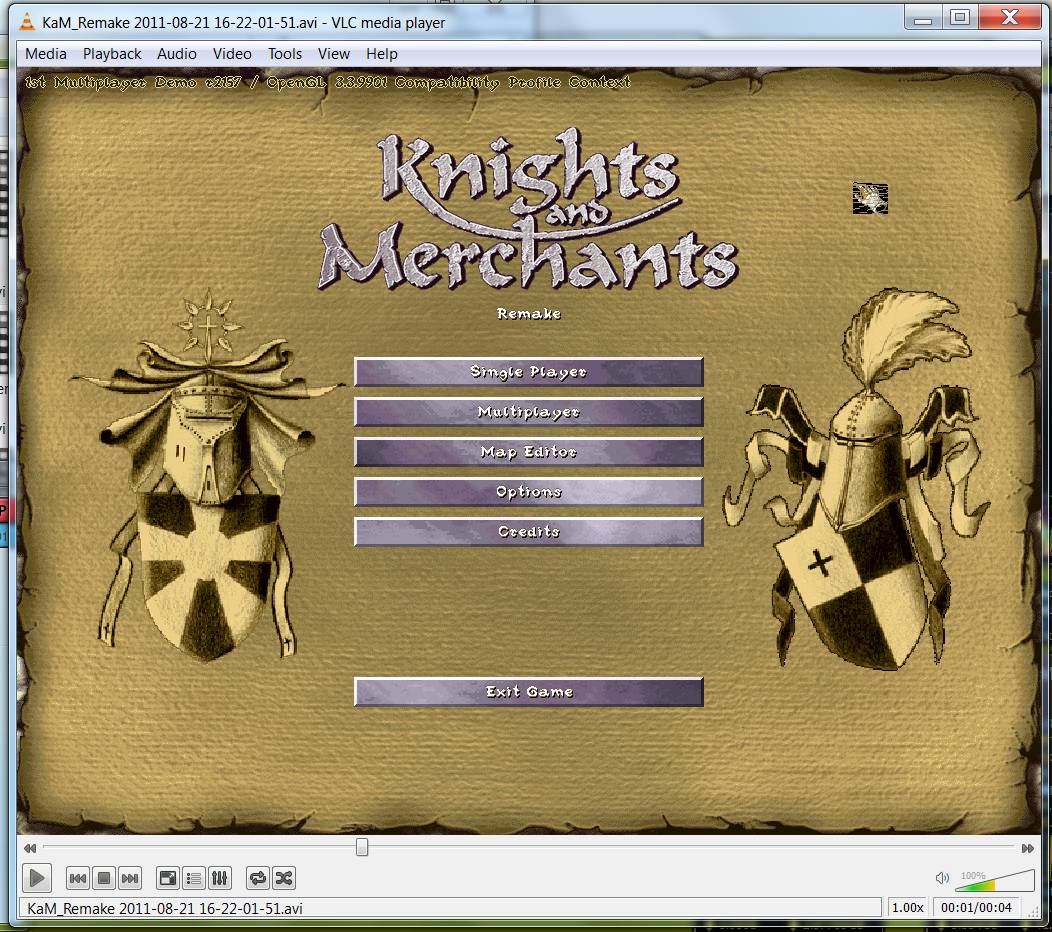 KaM_Remake 2011-08-21 16-22-01-51.avi - VLC media player
Media Playback Audio Video Tools View Help
1st Multiplayer Demo r2157 / OpenGL 3.3.9901 Compatibility Profile Context
Knights
and
Merchants
Remake
Single Player
Multiplayer
Map Editor
Options
Credits
Exit Game
100%
KaM_Remake 2011-08-21 16-22-01-51.avi 1.00x 00:01/00:04